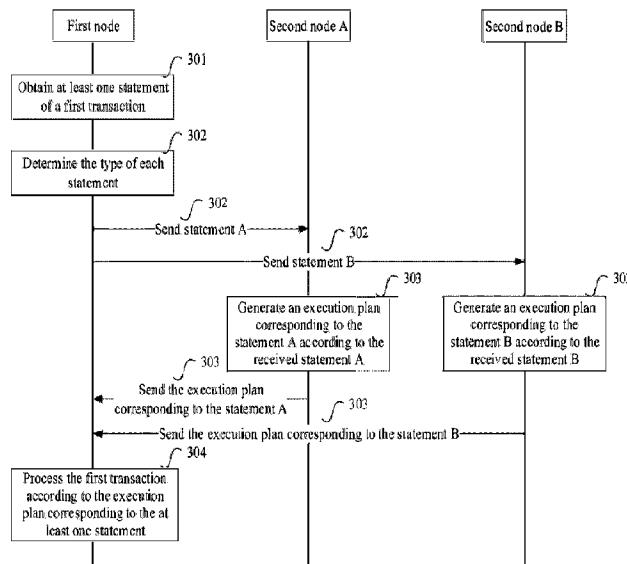 First node
Second node A
Second node B
301
Obtain at least one statement
of a first transaction
302
Determine the type of each
statement
302
Send statement A
302
Send statement B
303
Generate an execution plan
corresponding to the
statement A according to the
received statement A
Generate an execution plan
corresponding to the
statement B according to the
received statement B
303
Send the execution plan
corresponding to the statement A
303
Send the execution plan corresponding to the statement B
304
Process the first transaction
according to the execution
plan corresponding to the at
least one statement